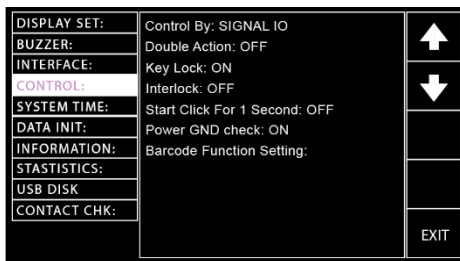 DISPLAY SET:
BUZZER:
INTERFACE:
CONTROL:
SYSTEM TIME:
DATA INIT:
INFORMATION:
STASTISTICS:
USB DISK
CONTACT CHK:
Control By: SIGNAL IO
Double Action: OFF
Key Lock: ON
Interlock: OFF
Start Click For 1 Second: OFF
Power GND check: ON
Barcode Function Setting:
EXIT